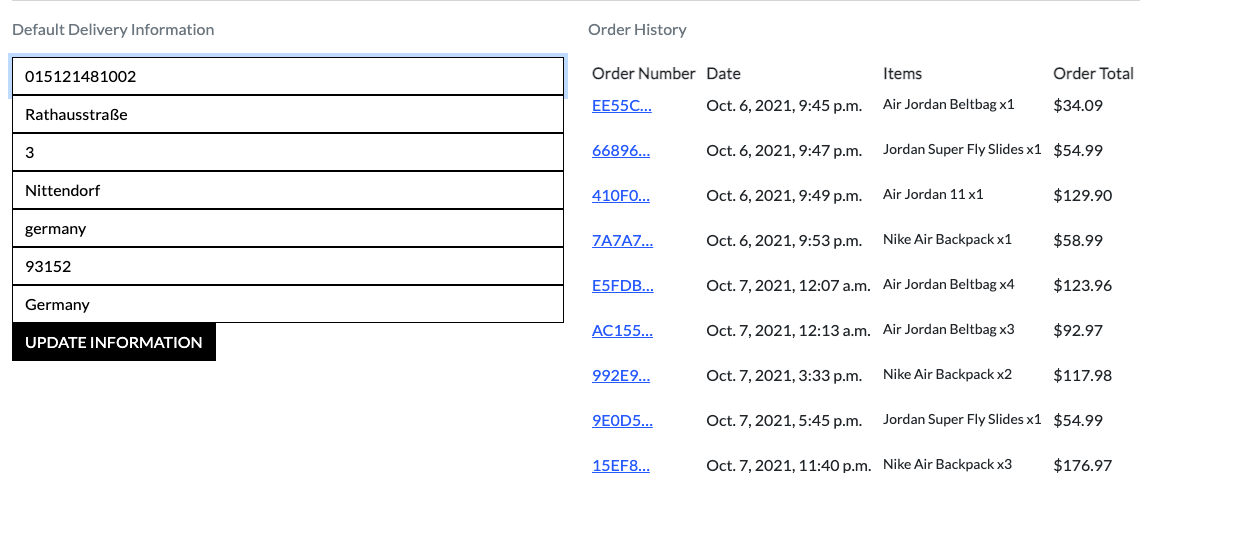 Default Delivery Information
015121481002
Rathausstraße
3
Nittendorf
germany
93152
Germany
UPDATE INFORMATION
Order History
Order Number Date Items Order Total
EE55C... Oct. 6, 2021, 9:45 p.m. Air Jordan Beltbag x1 $34.09
66896... Oct. 6, 2021, 9:47 p.m. Jordan Super Fly Slides x1 $54.99
410F0... Oct. 6, 2021, 9:49 p.m. Air Jordan 11 x1 $129.90
7A7A7... Oct. 6, 2021, 9:53 p.m. Nike Air Backpack x1 $58.99
E5FDB... Oct. 7, 2021, 12:07 a.m. Air Jordan Beltbag x4 $123.96
AC155... Oct. 7, 2021, 12:13 a.m. Air Jordan Beltbag x3 $92.97
992E9... Oct. 7, 2021, 3:33 p.m. Nike Air Backpack x2 $117.98
9E0D5... Oct. 7, 2021, 5:45 p.m. Jordan Super Fly Slides x1 $54.99
15EF8... Oct. 7, 2021, 11:40 p.m. Nike Air Backpack x3 $176.97